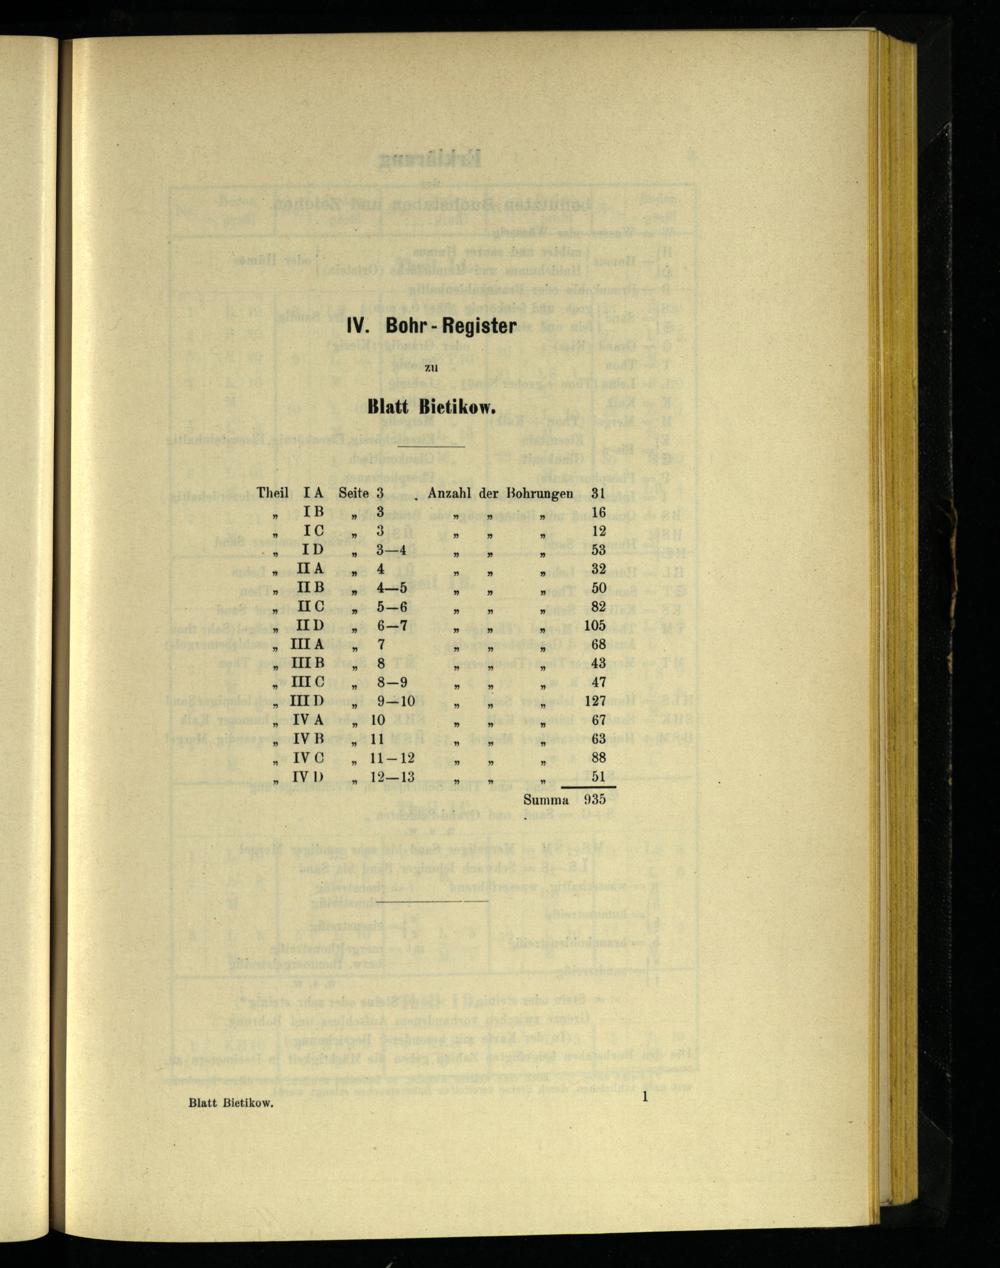 IV. Bohr-Register
zu
Blatt Bietikow.
Theil I A Seite 3 Anzahl der Bohrungen 31
„ I B „ 3 „ „ „ 16
„ I C „ 3 „ „ „ 12
„ I D „ 3—4 „ „ „ 53
„ II A „ 4 „ „ „ 32
„ II B „ 4—5 „ „ „ 50
„ II C „ 5—6 „ „ „ 82
„ II D „ 6—7 „ „ „ 105
„ III A „ 7 „ „ „ 68
„ III B „ 8 „ „ „ 43
„ III C „ 8—9 „ „ „ 47
„ III D „ 9—10 „ „ „ 127
„ IV A „ 10 „ „ „ 67
„ IV B „ 11 „ „ „ 63
„ IV C „ 11—12 „ „ „ 88
„ IV D „ 12—13 „ „ „ 51
Summa 935
Blatt Bietikow. 1